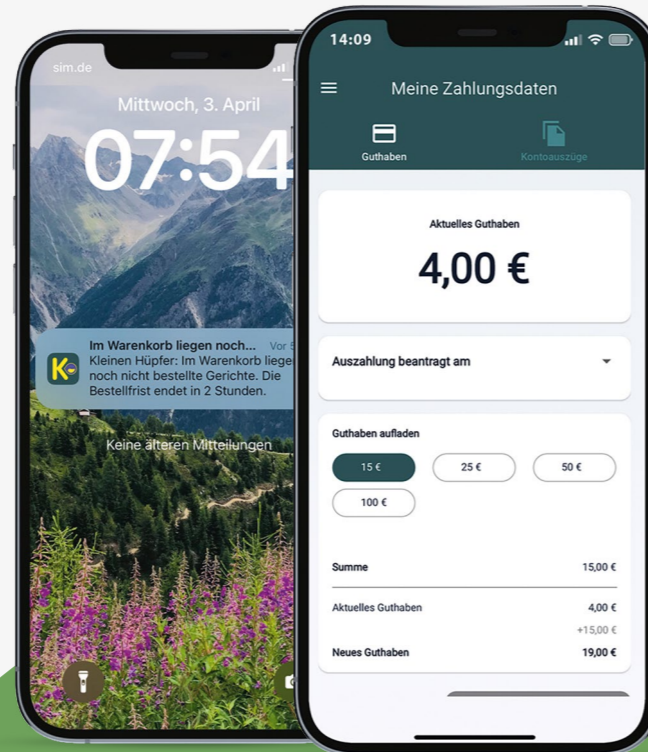 sim.de
Mittwoch, 3. April
07:54
Im Warenkorb liegen noch... Vor
Kleinen Hüpfer: Im Warenkorb liegen
noch nicht bestellte Gerichte. Die
Bestellfrist endet in 2 Stunden.
Keine älteren Mitteilungen
14:09
Meine Zahlungsdaten
Guthaben
Kontoauszüge
Aktuelles Guthaben
4,00 €
Auszahlung beantragt am
Guthaben aufladen
15 €
25 €
50 €
100 €
Summe 15,00 €
Aktuelles Guthaben 4,00 €
+15,00 €
Neues Guthaben 19,00 €